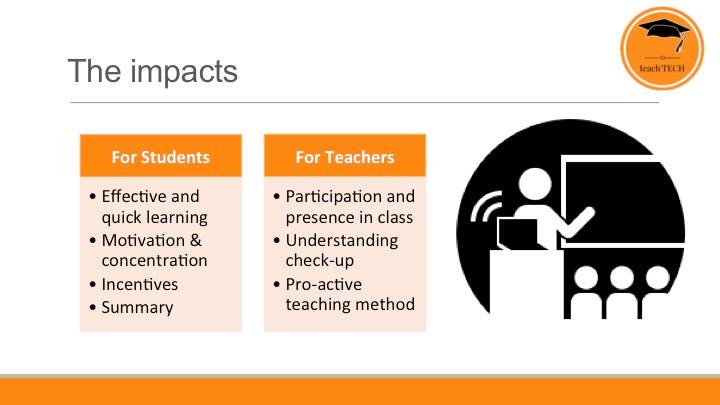 The impacts
teach'TECH
For Students
• Effective and
quick learning
• Motivation &
concentration
• Incentives
• Summary
For Teachers
• Participation and
presence in class
• Understanding
check-up
• Pro-active
teaching method